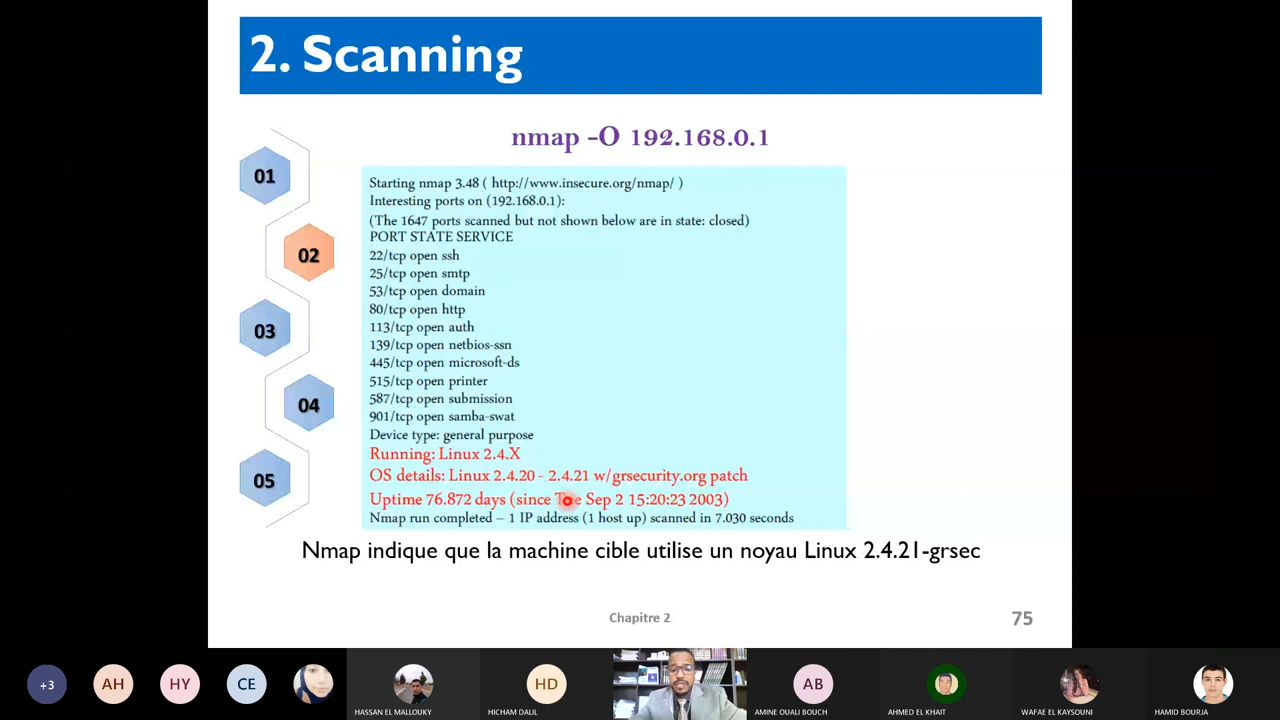 2. Scanning
nmap -O 192.168.0.1
01
02
03
04
05
Starting nmap 3.48 ( http://www.insecure.org/nmap/ )
Interesting ports on (192.168.0.1):
(The 1647 ports scanned but not shown below are in state: closed)
PORT STATE SERVICE
22/tcp open ssh
25/tcp open smtp
53/tcp open domain
80/tcp open http
113/tcp open auth
139/tcp open netbios-ssn
445/tcp open microsoft-ds
515/tcp open printer
587/tcp open submission
901/tcp open samba-swat
Device type: general purpose
Running: Linux 2.4.X
OS details: Linux 2.4.20 - 2.4.21 w/grsecurity.org patch
Uptime 76.872 days (since Tue Sep 2 15:20:23 2003)
Nmap run completed – 1 IP address (1 host up) scanned in 7.030 seconds
Nmap indique que la machine cible utilise un noyau Linux 2.4.21-grsec
Chapitre 2
75
+3
AH
HY
CE
HASSAN EL MALLOUKY
HD
HICHAM DALIL
AB
AMINE OUALI BOUCH
AHMED EL KHAIT
WAFAE EL KAYSOUNI
HAMID BOURJA